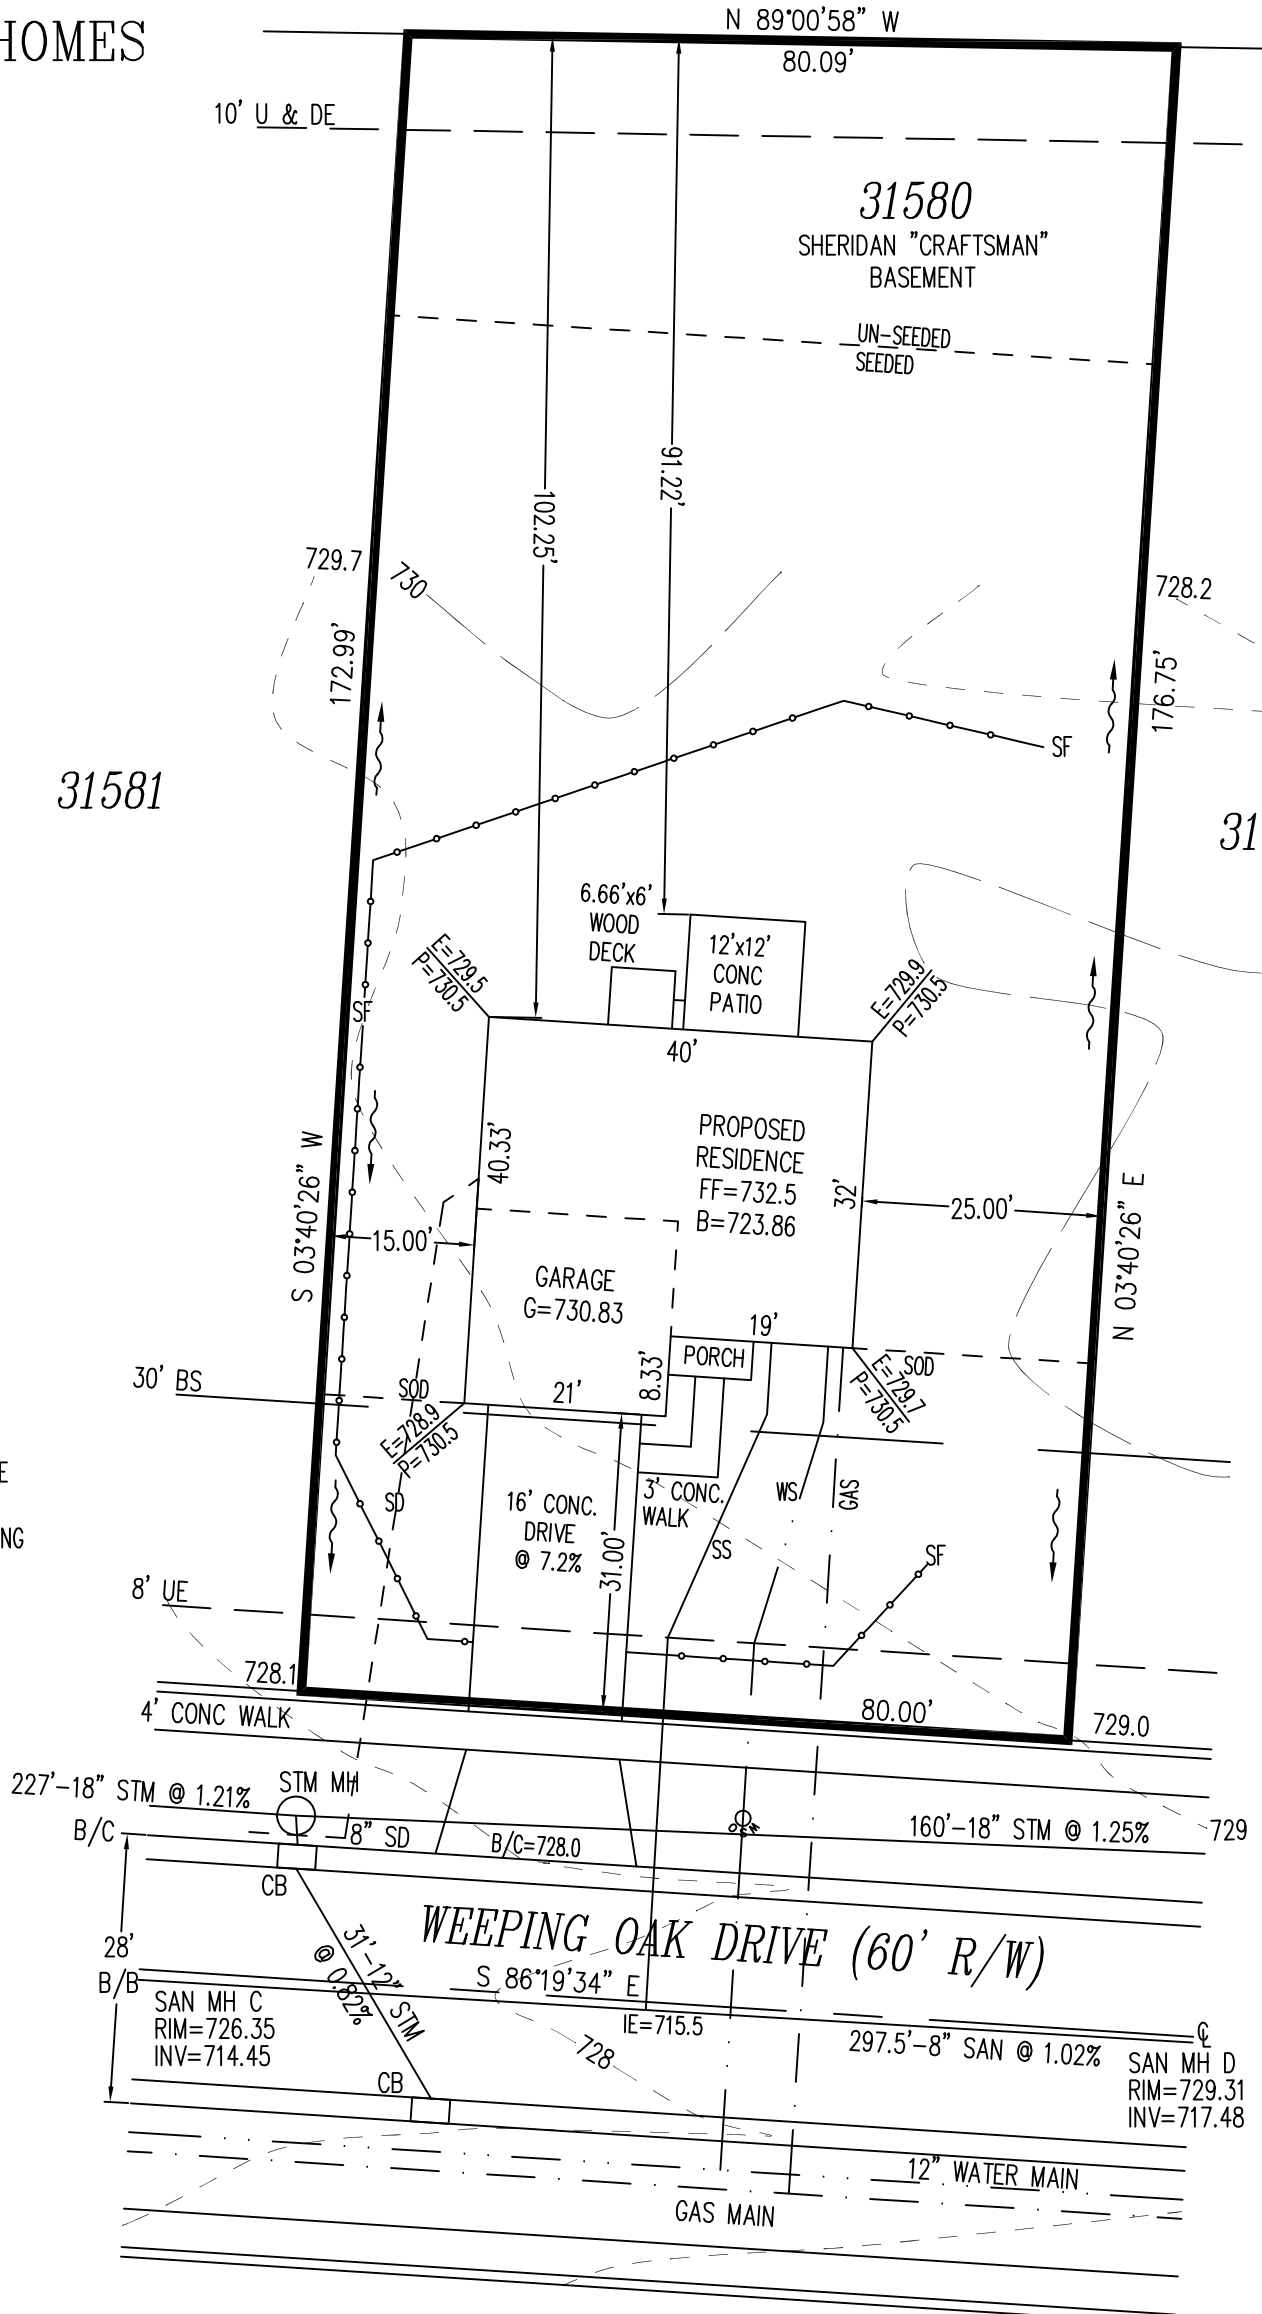 HOMES
N 89°00'58" W
80.09'
10' U & DE
31580
SHERIDAN "CRAFTSMAN"
BASEMENT
UN-SEEDED
SEEDED
91.22'
102.25'
729.7
730
728.2
172.99'
176.75'
SF
31581
31
6.66'x6'
WOOD
DECK
12'x12'
CONC
PATIO
E=729.5
P=730.5
E=729.9
P=730.5
SF
40'
40.33'
PROPOSED
RESIDENCE
FF=732.5
B=723.86
32'
25.00'
S 03°40'26" W
N 03°40'26" E
15.00'
GARAGE
G=730.83
19'
PORCH
8.33'
30' BS
SOD
21'
SOD
E=729.7
P=730.5
E=728.9
P=730.5
E
NG
SD
16' CONC.
DRIVE
@ 7.2%
31.00'
3' CONC.
WALK
WS
GAS
SS
SF
8' UE
728.1
80.00'
729.0
4' CONC WALK
227'-18" STM @ 1.21%
STM MH
B/C
8" SD
B/C=728.0
160'-18" STM @ 1.25%
729
CB
WEEPING OAK DRIVE (60' R/W)
28'
31'-12" STM
@ 0.82%
S 86°19'34" E
B/B
SAN MH C
RIM=726.35
INV=714.45
IE=715.5
728
297.5'-8" SAN @ 1.02%
SAN MH D
RIM=729.31
INV=717.48
CB
12" WATER MAIN
GAS MAIN